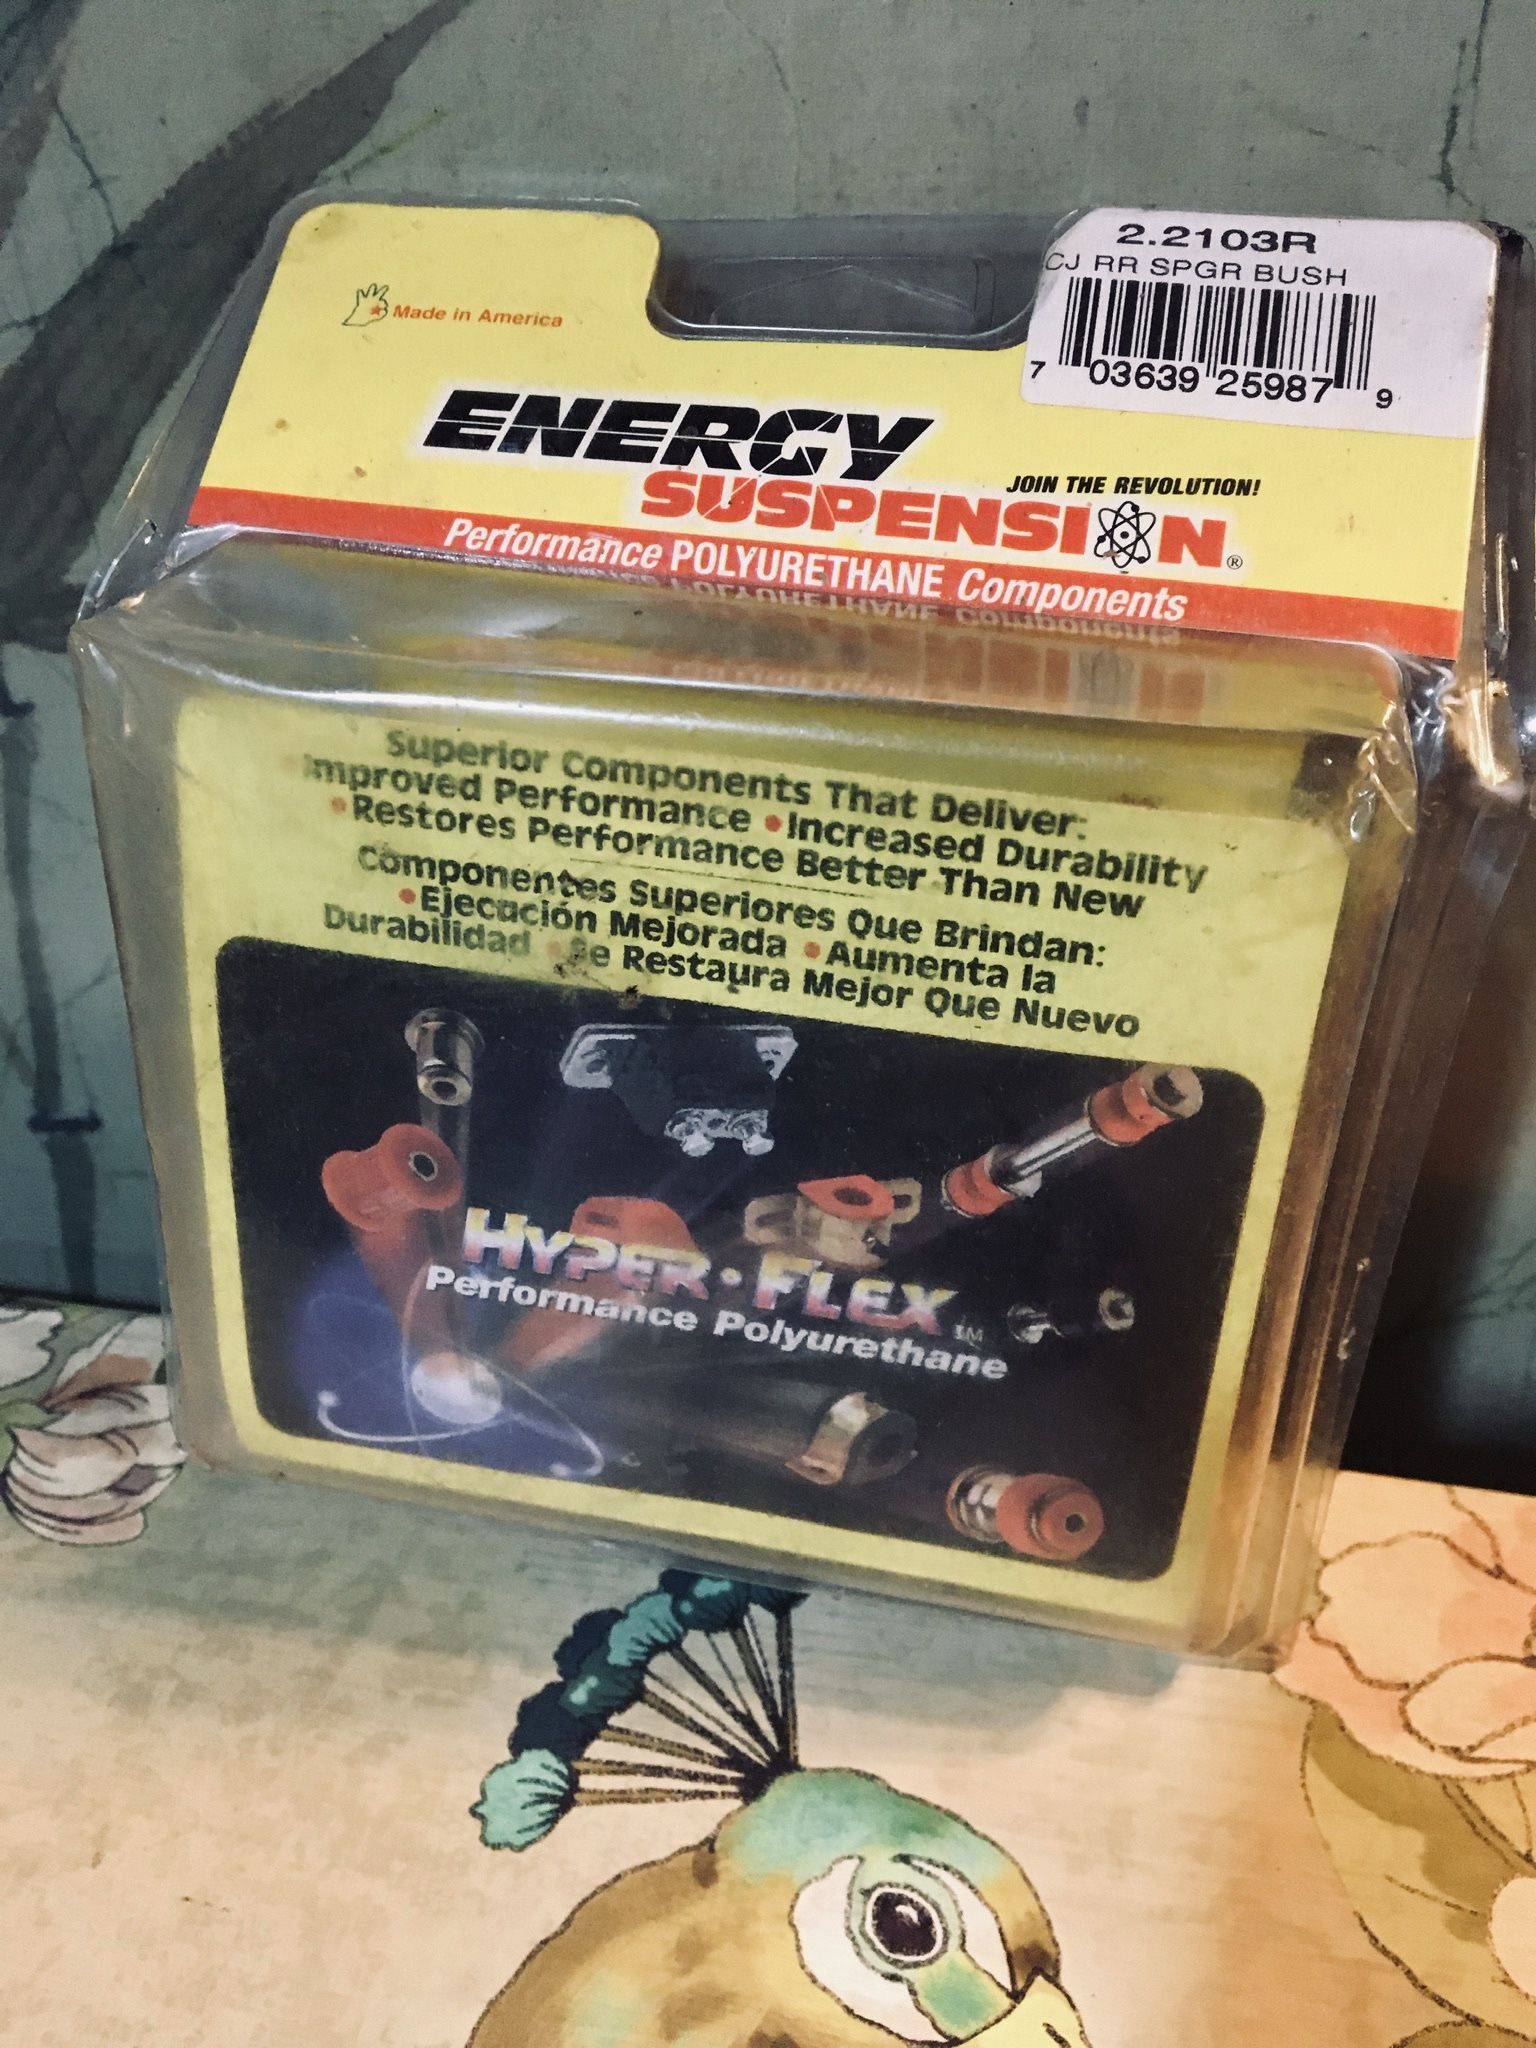 2.2103R
CJ RR SPGR BUSH
7 03639 25987 9
Made in America
ENERGY
SUSPENSION®
JOIN THE REVOLUTION!
Performance POLYURETHANE Components
Superior Components That Deliver:
Improved Performance • Increased Durability
• Restores Performance Better Than New
Componentes Superiores Que Brindan:
• Ejecución Mejorada • Aumenta la
Durabilidad • Se Restaura Mejor Que Nuevo
HYPER•FLEX™
Performance Polyurethane